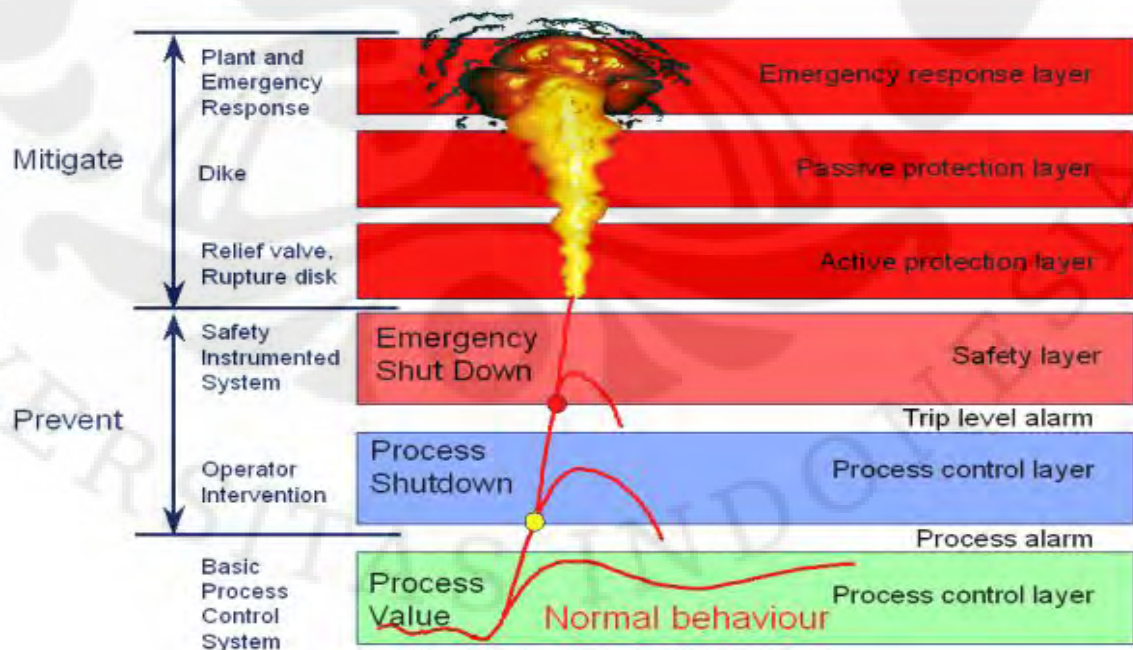 Plant and
Emergency
Response
Emergency response layer
Mitigate
Dike
Passive protection layer
Relief valve,
Rupture disk
Active protection layer
Safety
Instrumented
System
Emergency
Shut Down
Safety layer
Prevent
Trip level alarm
Operator
Intervention
Process
Shutdown
Process control layer
Process alarm
Basic
Process
Control
System
Process
Value
Normal behaviour
Process control layer
VERSITAS INDONESIA